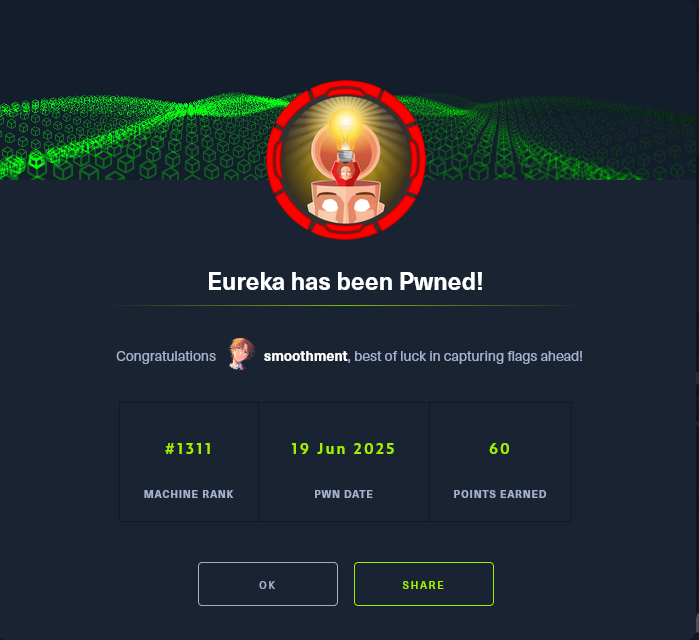 Eureka has been Pwned!
Congratulations smoothment, best of luck in capturing flags ahead!
#1311 19 Jun 2025 60
MACHINE RANK PWN DATE POINTS EARNED
OK SHARE